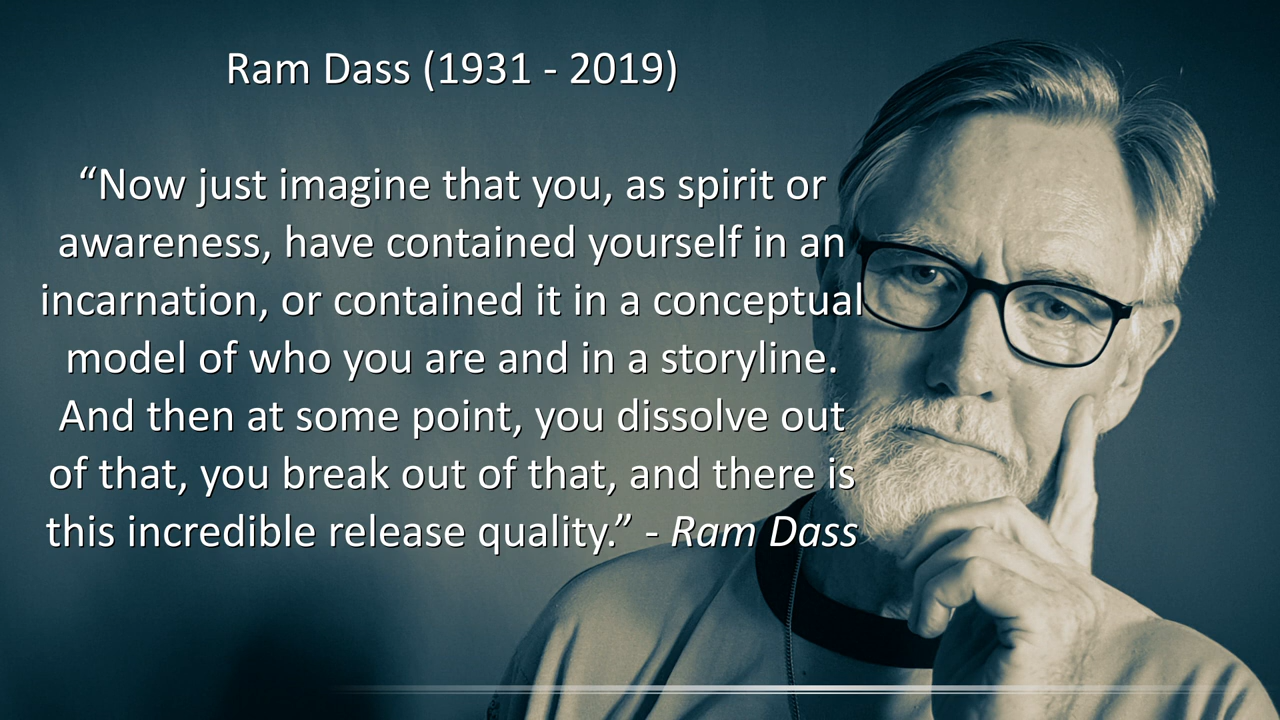 Ram Dass (1931 - 2019)
“Now just imagine that you, as spirit or
awareness, have contained yourself in an
incarnation, or contained it in a conceptual
model of who you are and in a storyline.
And then at some point, you dissolve out
of that, you break out of that, and there is
this incredible release quality.” - Ram Dass